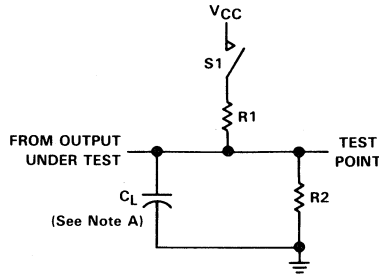 VCC
S1
R1
FROM OUTPUT
UNDER TEST
TEST
POINT
CL
(See Note A)
R2